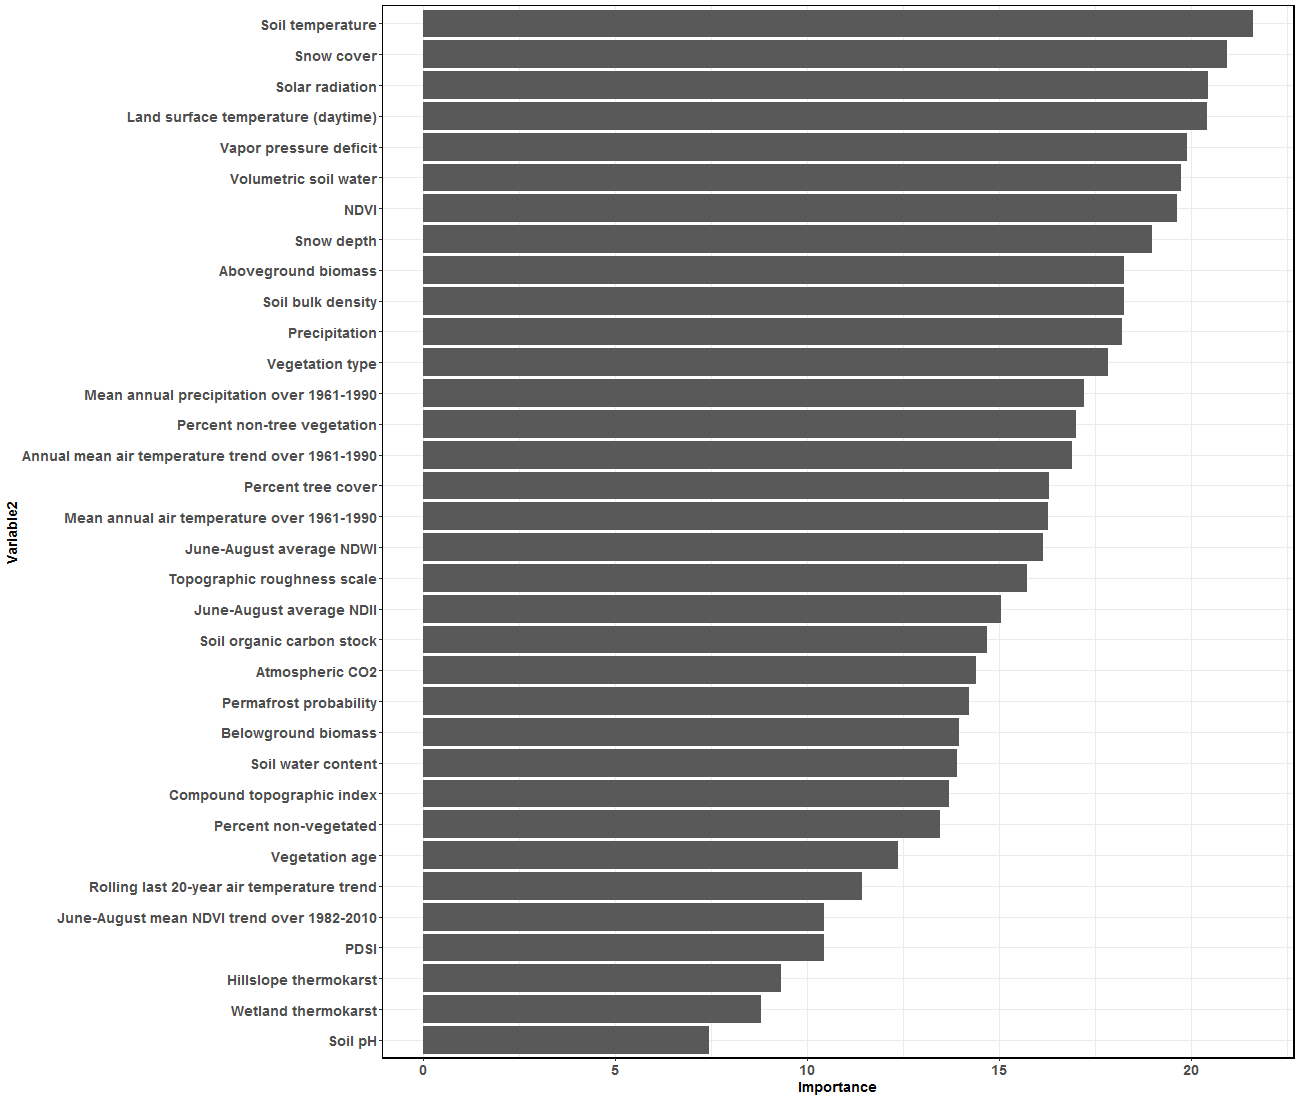 Soil temperature
Snow cover
Solar radiation
Land surface temperature (daytime)
Vapor pressure deficit
Volumetric soil water
NDVI
Snow depth
Aboveground biomass
Soil bulk density
Precipitation
Vegetation type
Mean annual precipitation over 1961-1990
Percent non-tree vegetation
Annual mean air temperature trend over 1961-1990
Percent tree cover
Mean annual air temperature over 1961-1990
June-August average NDWI
Topographic roughness scale
June-August average NDII
Soil organic carbon stock
Atmospheric CO2
Permafrost probability
Belowground biomass
Soil water content
Compound topographic index
Percent non-vegetated
Vegetation age
Rolling last 20-year air temperature trend
June-August mean NDVI trend over 1982-2010
PDSI
Hillslope thermokarst
Wetland thermokarst
Soil pH
Variable2
0 5 10 15 20
Importance